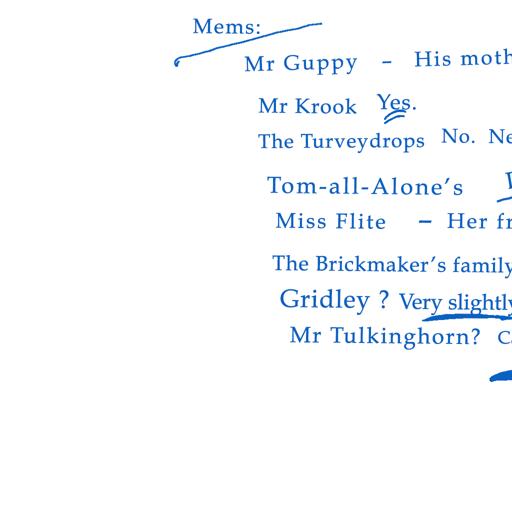 Mems:
Mr Guppy – His moth
Mr Krook Yes.
The Turveydrops No. Ne
Tom-all-Alone's
Miss Flite – Her fr
The Brickmaker's family
Gridley ? Very slightly
Mr Tulkinghorn? C